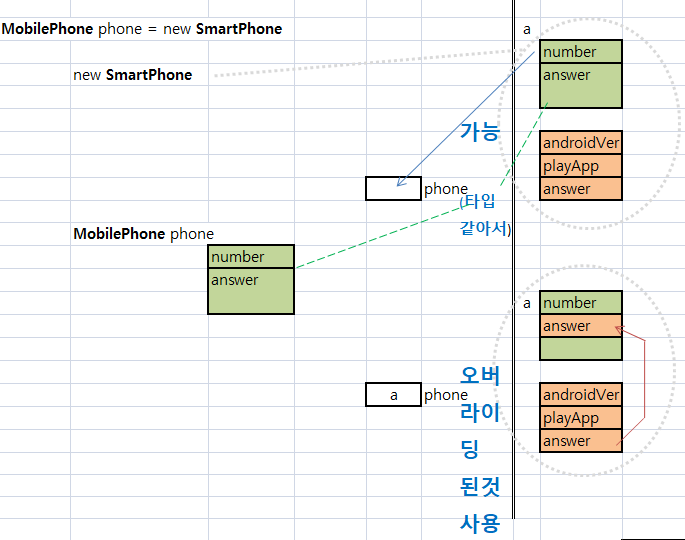 MobilePhone phone = new SmartPhone
a
number
new SmartPhone
answer
가능
androidVer
playApp
phone
answer
(타입
같아서)
MobilePhone phone
number
answer
a
number
answer
오버
a
phone
androidVer
라이
playApp
딩
answer
된것
사용